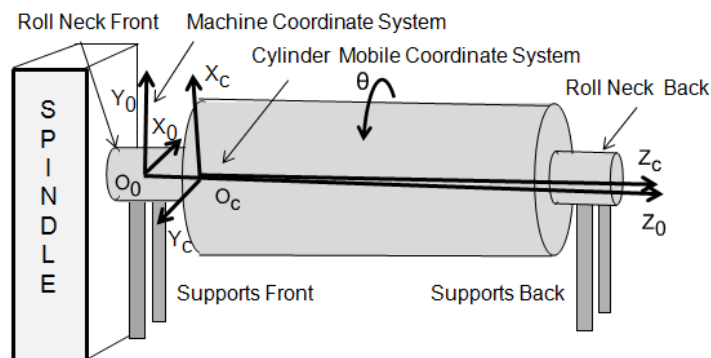 Roll Neck Front
Machine Coordinate System
Cylinder Mobile Coordinate System
Roll Neck Back
SPINDLE
Y0
X0
O0
XC
θ
OC
YC
ZC
Z0
Supports Front
Supports Back